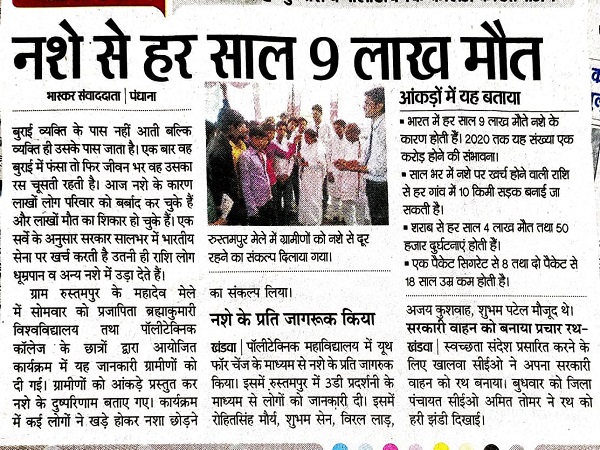 नशे से हर साल 9 लाख मौत
भास्कर संवाददाता | पंधाना
बुराई व्यक्ति के पास नहीं आती बल्कि
व्यक्ति ही उसके पास जाता है। एक बार वह
बुराई में फंसा तो फिर जीवन भर वह उसका
रस चूसती रहती है। आज नशे के कारण
लाखों लोग परिवार को बर्बाद कर चुके हैं
और लाखों मौत का शिकार हो चुके हैं। एक
सर्वे के अनुसार सरकार सालभर में भारतीय
सेना पर खर्च करती है उतनी ही राशि लोग
धूम्रपान व अन्य नशे में उड़ा देते हैं।
ग्राम रुस्तमपुर के महादेव मेले
में सोमवार को प्रजापिता ब्रह्माकुमारी
विश्वविद्यालय तथा पॉलीटेक्निक
कॉलेज के छात्रों द्वारा आयोजित
कार्यक्रम में यह जानकारी ग्रामीणों को
दी गई। ग्रामीणों को आंकड़े प्रस्तुत कर
नशे के दुष्परिणाम बताए गए। कार्यक्रम
में कई लोगों ने खड़े होकर नशा छोड़ने
रुस्तमपुर मेले में ग्रामीणों को नशे से दूर
रहने का संकल्प दिलाया गया।
का संकल्प लिया।
नशे के प्रति जागरूक किया
खंडवा | पॉलीटेक्निक महाविद्यालय में यूथ
फॉर चेंज के माध्यम से नशे के प्रति जागरूक
किया। इसमें रुस्तमपुर में 3डी प्रदर्शनी के
माध्यम से लोगों को जानकारी दी। इसमें
रोहितसिंह मौर्य, शुभम सेन, विरल लाड़,
आंकड़ों में यह बताया
▪ भारत में हर साल 9 लाख मौते नशे के
कारण होती हैं। 2020 तक यह संख्या एक
करोड़ होने की संभावना।
▪ साल भर में नशे पर खर्च होने वाली राशि
से हर गांव में 10 किमी सड़क बनाई जा
सकती है।
▪ शराब से हर साल 4 लाख मौत तथा 50
हजार दुर्घटनाएं होती हैं।
▪ एक पैकेट सिगरेट से 8 तथा दो पैकेट से
18 साल उम्र कम होती है।
अजय कुशवाह, शुभम पटेल मौजूद थे।
सरकारी वाहन को बनाया प्रचार रथ-
खंडवा | स्वच्छता संदेश प्रसारित करने के
लिए खालवा सीईओ ने अपना सरकारी
वाहन को रथ बनाया। बुधवार को जिला
पंचायत सीईओ अमित तोमर ने रथ को
हरी झंडी दिखाई।